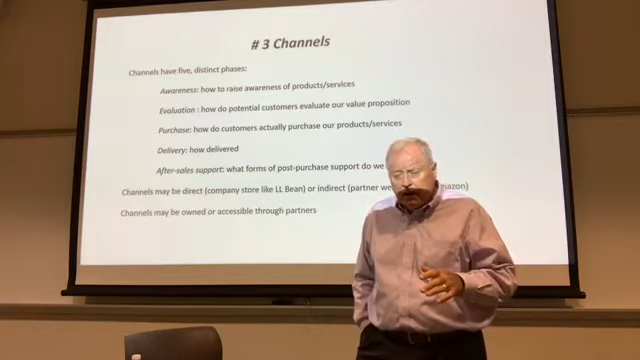 # 3 Channels
Channels have five, distinct phases:
Awareness: how to raise awareness of products/services
Evaluation : how do potential customers evaluate our value proposition
Purchase: how do customers actually purchase our products/services
Delivery: how delivered
After-sales support: what forms of post-purchase support do we
Channels may be direct (company store like LL Bean) or indirect (partner
Channels may be owned or accessible through partners